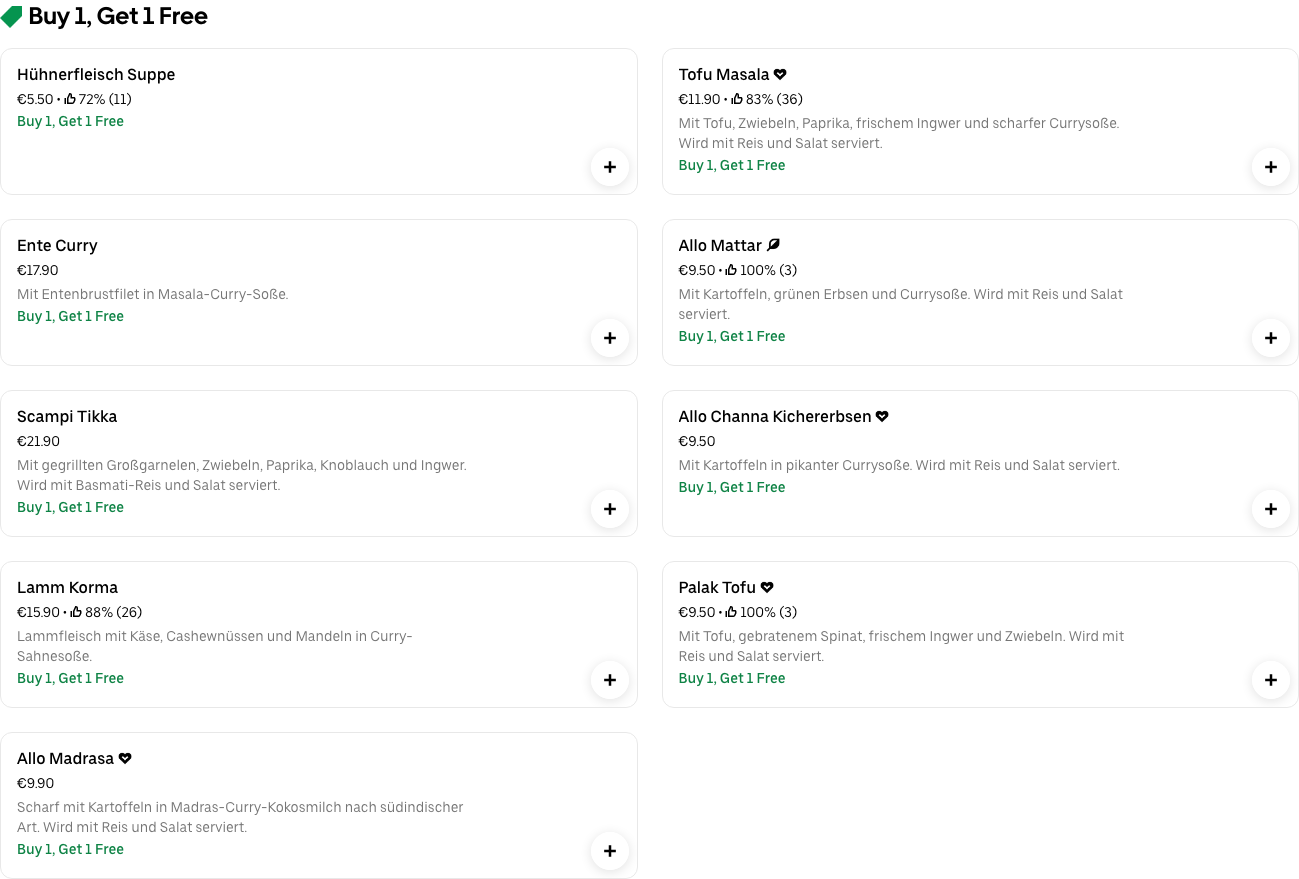 Buy 1, Get 1 Free
Hühnerfleisch Suppe
€5.50 • 72% (11)
Buy 1, Get 1 Free
Tofu Masala
€11.90 • 83% (36)
Mit Tofu, Zwiebeln, Paprika, frischem Ingwer und scharfer Currysoße.
Wird mit Reis und Salat serviert.
Buy 1, Get 1 Free
Ente Curry
€17.90
Mit Entenbrustfilet in Masala-Curry-Soße.
Buy 1, Get 1 Free
Allo Mattar
€9.50 • 100% (3)
Mit Kartoffeln, grünen Erbsen und Currysoße. Wird mit Reis und Salat
serviert.
Buy 1, Get 1 Free
Scampi Tikka
€21.90
Mit gegrillten Großgarnelen, Zwiebeln, Paprika, Knoblauch und Ingwer.
Wird mit Basmati-Reis und Salat serviert.
Buy 1, Get 1 Free
Allo Channa Kichererbsen
€9.50
Mit Kartoffeln in pikanter Currysoße. Wird mit Reis und Salat serviert.
Buy 1, Get 1 Free
Lamm Korma
€15.90 • 88% (26)
Lammfleisch mit Käse, Cashewnüssen und Mandeln in Curry-
Sahnesoße.
Buy 1, Get 1 Free
Palak Tofu
€9.50 • 100% (3)
Mit Tofu, gebratenem Spinat, frischem Ingwer und Zwiebeln. Wird mit
Reis und Salat serviert.
Buy 1, Get 1 Free
Allo Madrasa
€9.90
Scharf mit Kartoffeln in Madras-Curry-Kokosmilch nach südindischer
Art. Wird mit Reis und Salat serviert.
Buy 1, Get 1 Free